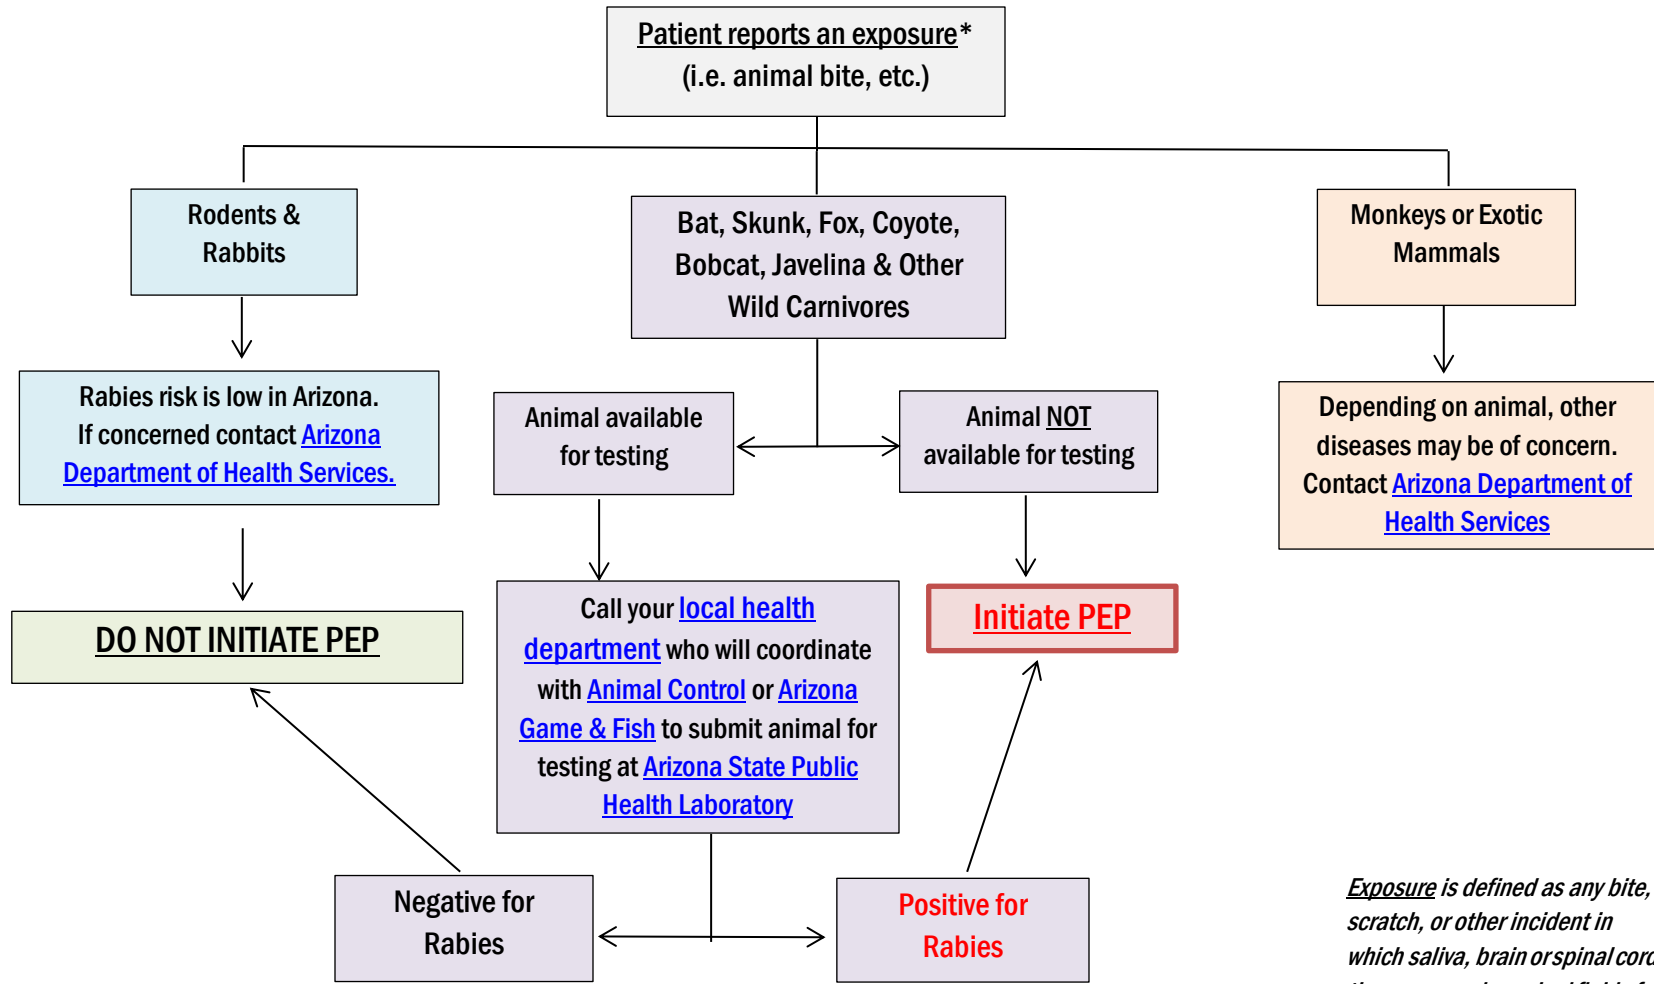 Patient reports an exposure*
(i.e. animal bite, etc.)
Rodents &
Rabbits
Bat, Skunk, Fox, Coyote,
Bobcat, Javelina & Other
Wild Carnivores
Monkeys or Exotic
Mammals
Rabies risk is low in Arizona.
If concerned contact Arizona
Department of Health Services.
Animal available
for testing
Animal NOT
available for testing
Depending on animal, other
diseases may be of concern.
Contact Arizona Department of
Health Services
DO NOT INITIATE PEP
Call your local health
department who will coordinate
with Animal Control or Arizona
Game & Fish to submit animal for
testing at Arizona State Public
Health Laboratory
Initiate PEP
Negative for
Rabies
Positive for
Rabies
Exposure is defined as any bite,
scratch, or other incident in
which saliva, brain or spinal cord